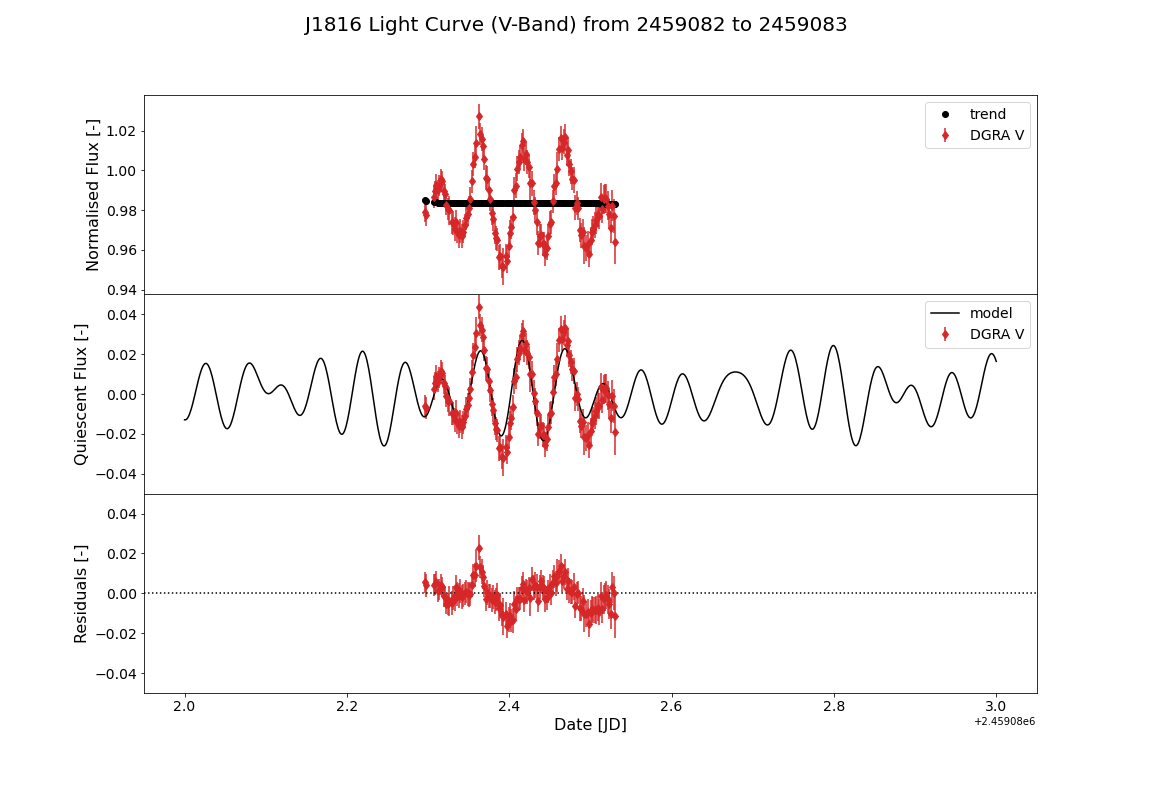 J1816 Light Curve (V-Band) from 2459082 to 2459083
Normalised Flux [-]
1.02
1.00
0.98
0.96
0.94
trend
DGRA V
Quiescent Flux [-]
0.04
0.02
0.00
−0.02
−0.04
model
DGRA V
Residuals [-]
0.04
0.02
0.00
−0.02
−0.04
2.0 2.2 2.4 2.6 2.8 3.0
+2.45908e6
Date [JD]